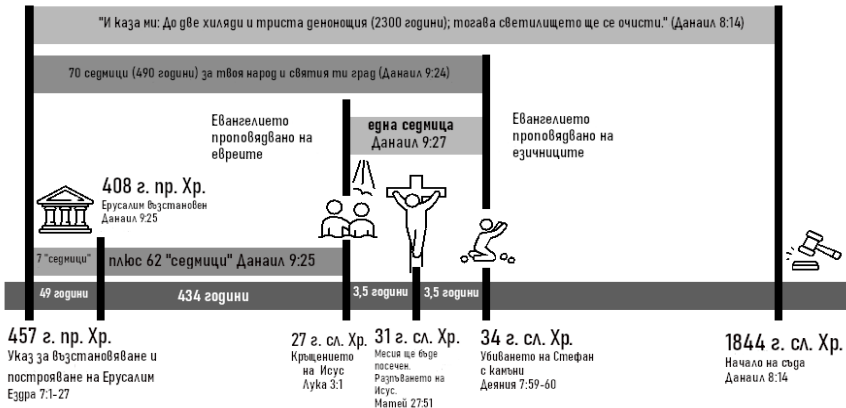 "И каза ми: До две хиляди и триста денонощия (2300 години); тогава светилището ще се очисти." (Данаил 8:14)
70 седмици (490 години) за твоя народ и святия ти град (Данаил 9:24)
Евангелието
проповядвано на
евреите
една седмица
Данаил 9:27
Евангелието
проповядвано на
езичниците
408 г. пр. Хр.
Ерусалим възстановен
Данаил 9:25
7 "седмици"
плюс 62 "седмици" Данаил 9:25
49 години
434 години
3,5 години
3,5 години
457 г. пр. Хр.
Указ за възстановяване и
построяване на Ерусалим
Ездра 7:1-27
27 г. сл. Хр.
Кръщението
на Исус
Лука 3:1
31 г. сл. Хр.
Месия ще бъде
посечен.
Разпъването на
Исус.
Матей 27:51
34 г. сл. Хр.
Убиването на Стефан
с камъни
Деяния 7:59-60
1844 г. сл. Хр.
Начало на съда
Данаил 8:14